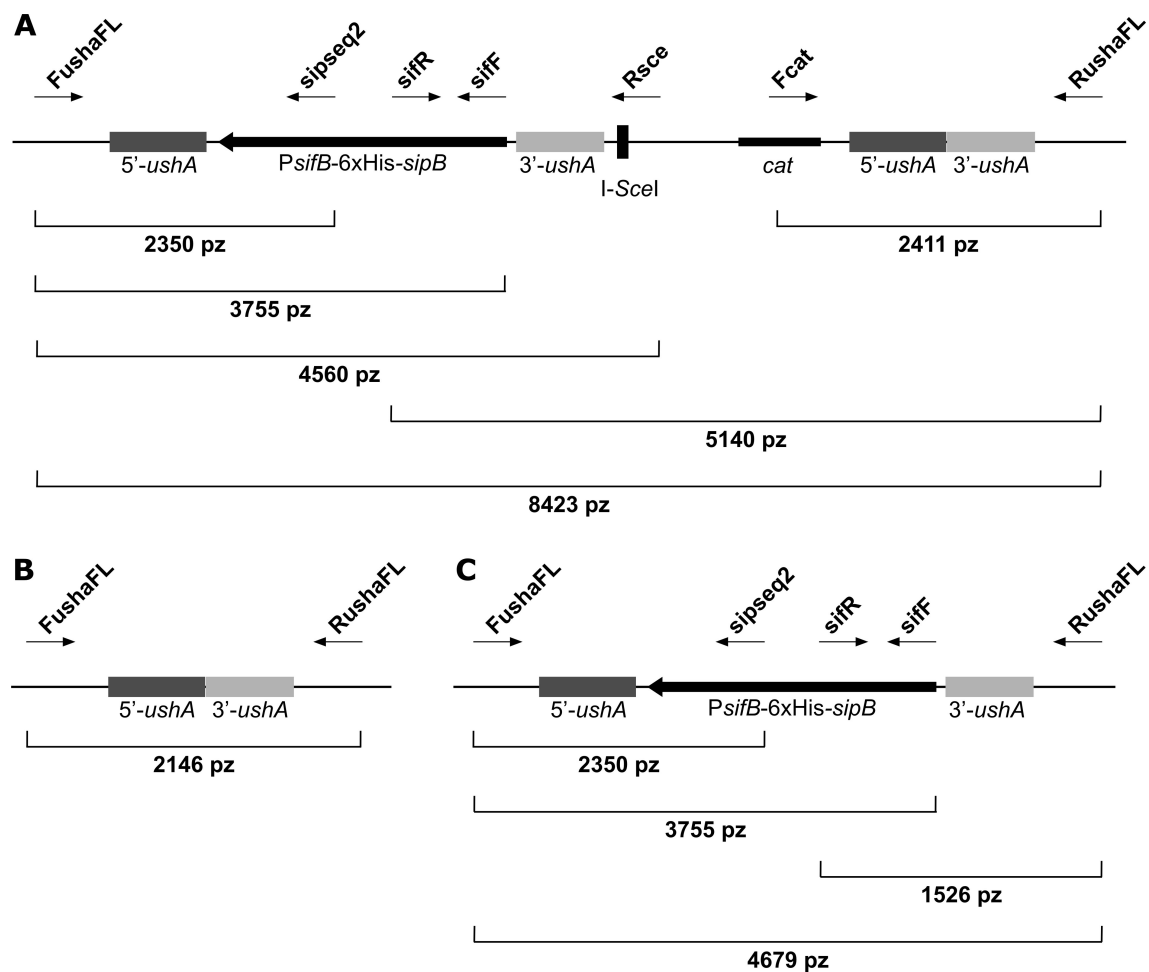 A
FushaFL sipseq2 sifR sifF Rsce Fcat RushaFL
5'-ushA PsifB-6xHis-sipB 3'-ushA I-SceI cat 5'-ushA 3'-ushA
2350 pz 2411 pz
3755 pz
4560 pz
5140 pz
8423 pz
B
FushaFL RushaFL
5'-ushA 3'-ushA
2146 pz
C
FushaFL sipseq2 sifR sifF RushaFL
5'-ushA PsifB-6xHis-sipB 3'-ushA
2350 pz
3755 pz
1526 pz
4679 pz